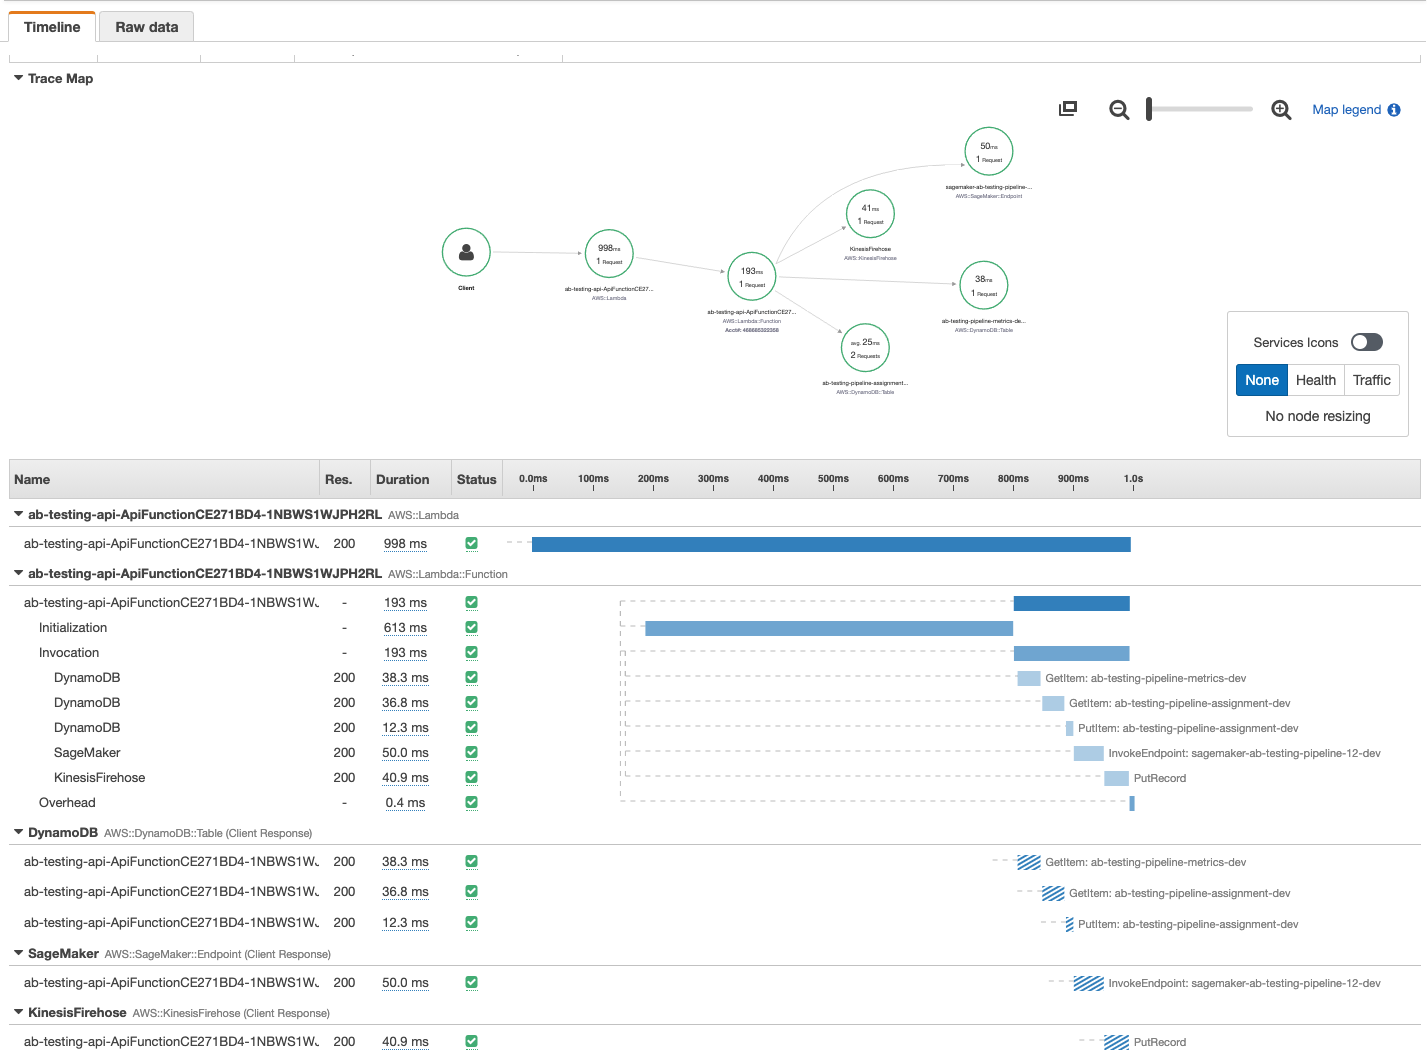 Timeline
Raw data
Trace Map
Map legend
50ms
1 Request
sagemaker-ab-testing-pipeline-...
AWS::SageMaker::Endpoint
41ms
1 Request
KinesisFirehose
AWS::KinesisFirehose
Client
998ms
1 Request
ab-testing-api-ApiFunctionCE27...
AWS::Lambda
193ms
1 Request
ab-testing-api-ApiFunctionCE27...
AWS::Lambda::Function
38ms
1 Request
ab-testing-pipeline-metrics-de...
AWS::DynamoDB::Table
avg. 25ms
2 Requests
ab-testing-pipeline-assignment...
AWS::DynamoDB::Table
Services Icons
None Health Traffic
No node resizing
Name Res. Duration Status 0.0ms 100ms 200ms 300ms 400ms 500ms 600ms 700ms 800ms 900ms 1.0s
ab-testing-api-ApiFunctionCE271BD4-1NBWS1WJPH2RL AWS::Lambda
ab-testing-api-ApiFunctionCE271BD4-1NBWS1WJ 200 998 ms
ab-testing-api-ApiFunctionCE271BD4-1NBWS1WJPH2RL AWS::Lambda::Function
ab-testing-api-ApiFunctionCE271BD4-1NBWS1WJ - 193 ms
Initialization - 613 ms
Invocation - 193 ms
DynamoDB 200 38.3 ms GetItem: ab-testing-pipeline-metrics-dev
DynamoDB 200 36.8 ms GetItem: ab-testing-pipeline-assignment-dev
DynamoDB 200 12.3 ms PutItem: ab-testing-pipeline-assignment-dev
SageMaker 200 50.0 ms InvokeEndpoint: sagemaker-ab-testing-pipeline-12-dev
KinesisFirehose 200 40.9 ms PutRecord
Overhead - 0.4 ms
DynamoDB AWS::DynamoDB::Table (Client Response)
ab-testing-api-ApiFunctionCE271BD4-1NBWS1WJ 200 38.3 ms GetItem: ab-testing-pipeline-metrics-dev
ab-testing-api-ApiFunctionCE271BD4-1NBWS1WJ 200 36.8 ms GetItem: ab-testing-pipeline-assignment-dev
ab-testing-api-ApiFunctionCE271BD4-1NBWS1WJ 200 12.3 ms PutItem: ab-testing-pipeline-assignment-dev
SageMaker AWS::SageMaker::Endpoint (Client Response)
ab-testing-api-ApiFunctionCE271BD4-1NBWS1WJ 200 50.0 ms InvokeEndpoint: sagemaker-ab-testing-pipeline-12-dev
KinesisFirehose AWS::KinesisFirehose (Client Response)
ab-testing-api-ApiFunctionCE271BD4-1NBWS1WJ 200 40.9 ms PutRecord